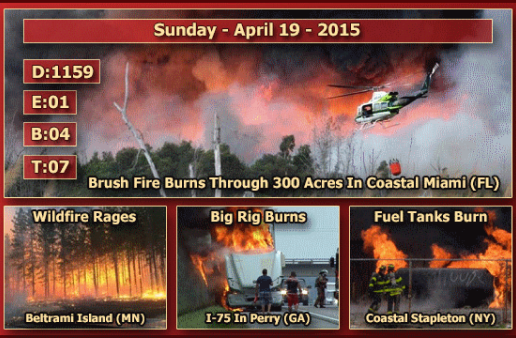 Sunday - April 19 - 2015
D:1159
E:01
B:04
T:07
Brush Fire Burns Through 300 Acres In Coastal Miami (FL)
Wildfire Rages
Beltrami Island (MN)
Big Rig Burns
I-75 In Perry (GA)
Fuel Tanks Burn
Coastal Stapleton (NY)